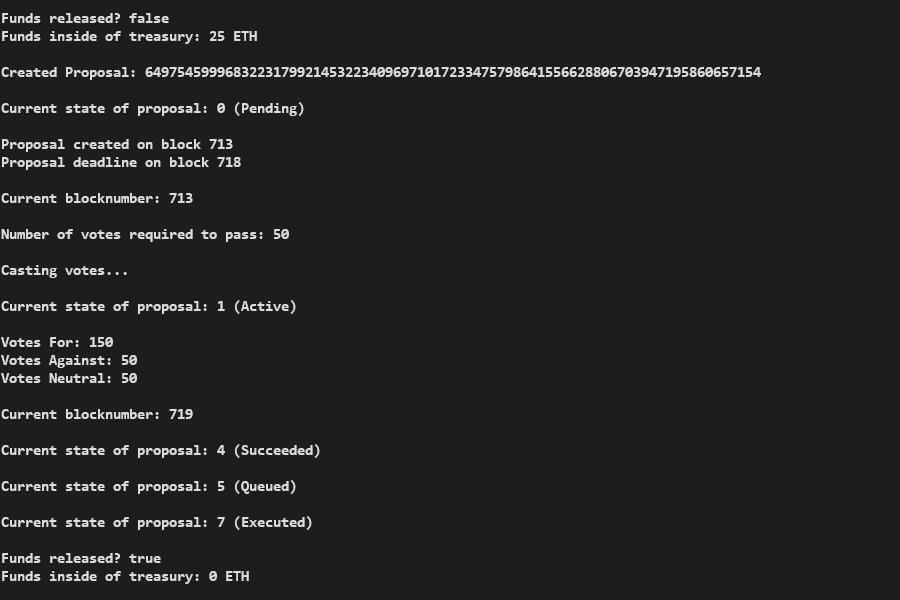 Funds released? false
Funds inside of treasury: 25 ETH
Created Proposal: 64975459996832231799214532234096971017233475798641556628806703947195860657154
Current state of proposal: 0 (Pending)
Proposal created on block 713
Proposal deadline on block 718
Current blocknumber: 713
Number of votes required to pass: 50
Casting votes...
Current state of proposal: 1 (Active)
Votes For: 150
Votes Against: 50
Votes Neutral: 50
Current blocknumber: 719
Current state of proposal: 4 (Succeeded)
Current state of proposal: 5 (Queued)
Current state of proposal: 7 (Executed)
Funds released? true
Funds inside of treasury: 0 ETH